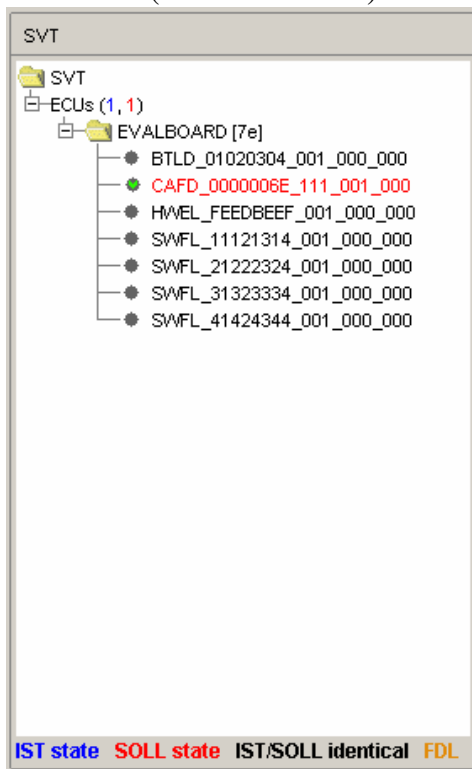 SVT
SVT
ECUs (1, 1)
EVALBOARD [7e]
BTLD_01020304_001_000_000
CAFD_0000006E_111_001_000
HWEL_FEEDBEEF_001_000_000
SWFL_11121314_001_000_000
SWFL_21222324_001_000_000
SWFL_31323334_001_000_000
SWFL_41424344_001_000_000
IST state SOLL state IST/SOLL identical FDL